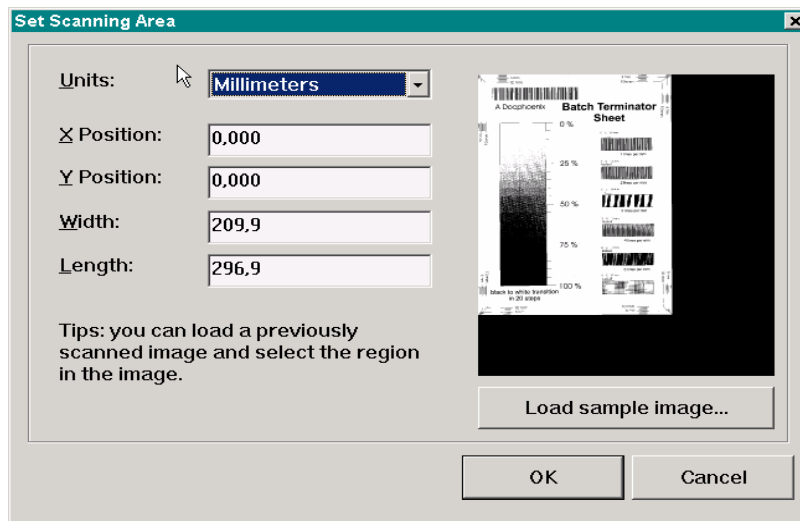 Set Scanning Area
Units:
Millimeters
X Position:
0,000
Y Position:
0,000
Width:
209,9
Length:
296,9
Tips: you can load a previously
scanned image and select the region
in the image.
A Docphoenix
Batch Terminator
Sheet
0 %
25 %
50 %
75 %
100 %
black to white transition
in 20 steps
Load sample image...
OK
Cancel